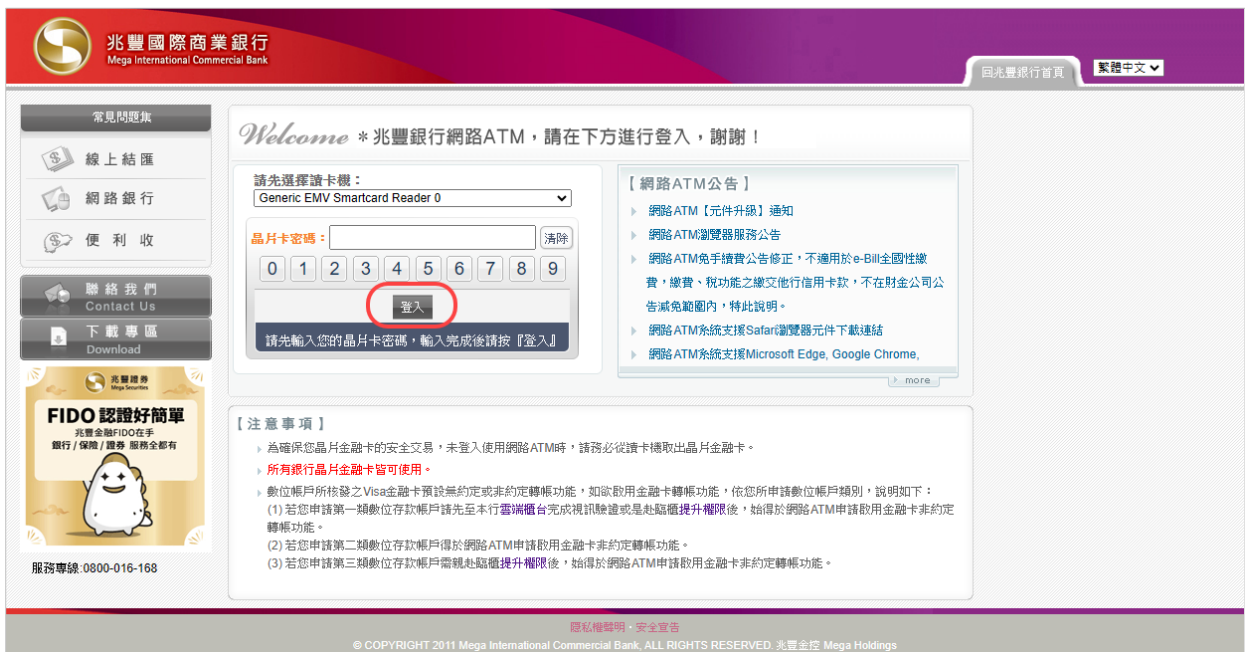 兆豐國際商業銀行
Mega International Commercial Bank
回兆豐銀行首頁
繁體中文
常見問題集
線上結匯
網路銀行
便利收
聯絡我們
Contact Us
下載專區
Download
兆豐證券
Mega Securities
FIDO 認證好簡單
兆豐金融FIDO在手
銀行/保險/證券 服務全都有
服務專線:0800-016-168
Welcome *兆豐銀行網路ATM,請在下方進行登入,謝謝!
請先選擇讀卡機:
Generic EMV Smartcard Reader 0
晶片卡密碼:
清除
0 1 2 3 4 5 6 7 8 9
登入
請先輸入您的晶片卡密碼,輸入完成後請按『登入』
【網路ATM公告】
網路ATM【元件升級】通知
網路ATM瀏覽器服務公告
網路ATM免手續費公告修正,不適用於e-Bill全國性繳
費,繳費、稅功能之繳交他行信用卡款,不在財金公司公
告減免範圍內,特此說明。
網路ATM系統支援Safari瀏覽器元件下載連結
網路ATM系統支援Microsoft Edge, Google Chrome,
more
【注意事項】
為確保您晶片金融卡的安全交易,未登入使用網路ATM時,請務必從讀卡機取出晶片金融卡。
所有銀行晶片金融卡皆可使用。
數位帳戶所核發之Visa金融卡預設無約定或非約定轉帳功能,如欲啟用金融卡轉帳功能,依您所申請數位帳戶類別,說明如下:
(1) 若您申請第一類數位存款帳戶請先至本行雲端櫃台完成視訊驗證或是赴臨櫃提升權限後,始得於網路ATM申請啟用金融卡非約定
轉帳功能。
(2) 若您申請第二類數位存款帳戶得於網路ATM申請啟用金融卡非約定轉帳功能。
(3) 若您申請第三類數位存款帳戶需親赴臨櫃提升權限後,始得於網路ATM申請啟用金融卡非約定轉帳功能。
隱私權聲明・安全宣告
© COPYRIGHT 2011 Mega International Commercial Bank, ALL RIGHTS RESERVED. 兆豐金控 Mega Holdings